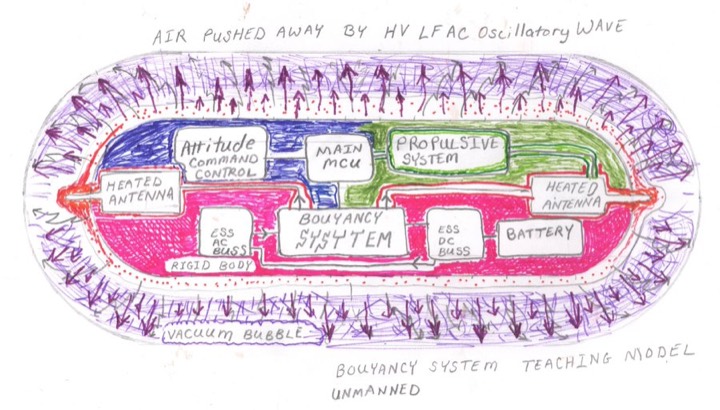 AIR PUSHED AWAY BY HV LFAC Oscillatory WAVE
Attitude
COMMAND
CONTROL
MAIN
MCU
PROPULSIVE
SYSTEM
HEATED
ANTENNA
HEATED
ANTENNA
ESS
AC
BUSS
BOUYANCY
SYYSTEM
ESS
DC
BUSS
BATTERY
RIGID BODY
VACUUM BUBBLE
BOUYANCY SYSTEM TEACHING MODEL
UNMANNED